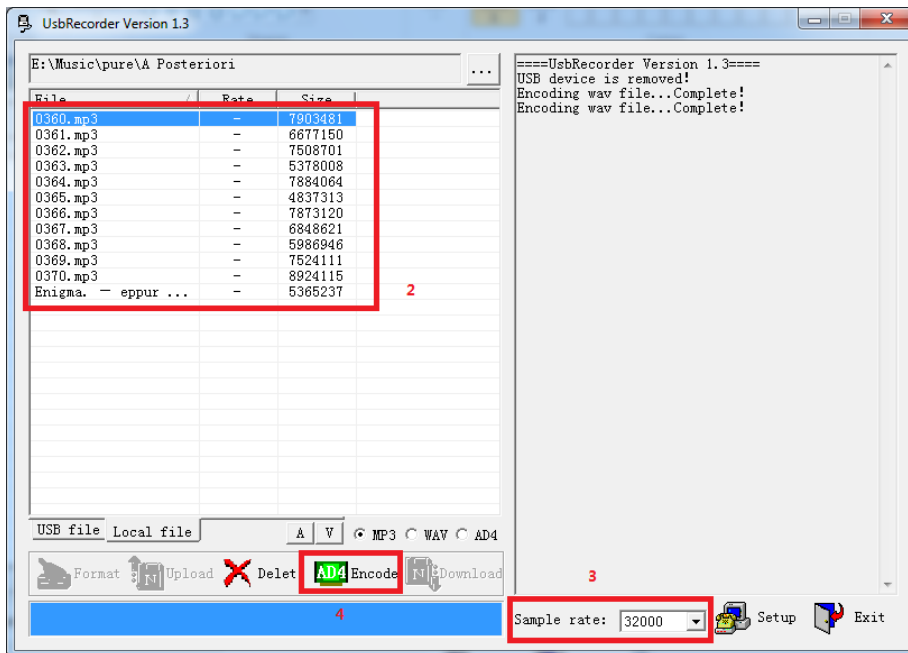 UsbRecorder Version 1.3
E:\Music\pure\A Posteriori ...
File / Rate Size
0360.mp3 - 7903481
0361.mp3 - 6677150
0362.mp3 - 7508701
0363.mp3 - 5378008
0364.mp3 - 7884064
0365.mp3 - 4837313
0366.mp3 - 7873120
0367.mp3 - 6848621
0368.mp3 - 5986946
0369.mp3 - 7524111
0370.mp3 - 8924115
Enigma. — eppur ... - 5365237
2
====UsbRecorder Version 1.3====
USB device is removed!
Encoding wav file...Complete!
Encoding wav file...Complete!
USB file Local file A V MP3 WAV AD4
Format Upload Delet AD4 Encode Download
3
4
Sample rate: 32000 Setup Exit